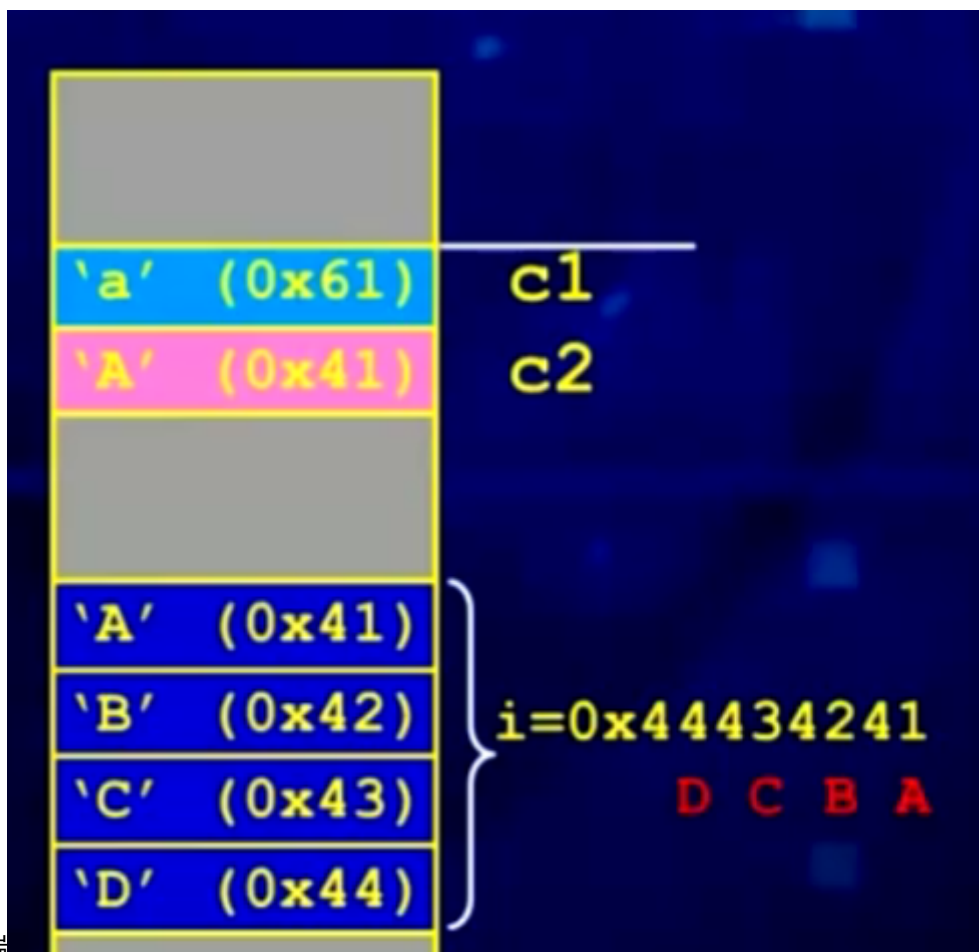 ‘a’ (0x61) c1
‘A’ (0x41) c2
‘A’ (0x41)
‘B’ (0x42)
i=0x44434241
‘C’ (0x43)
D C B A
‘D’ (0x44)